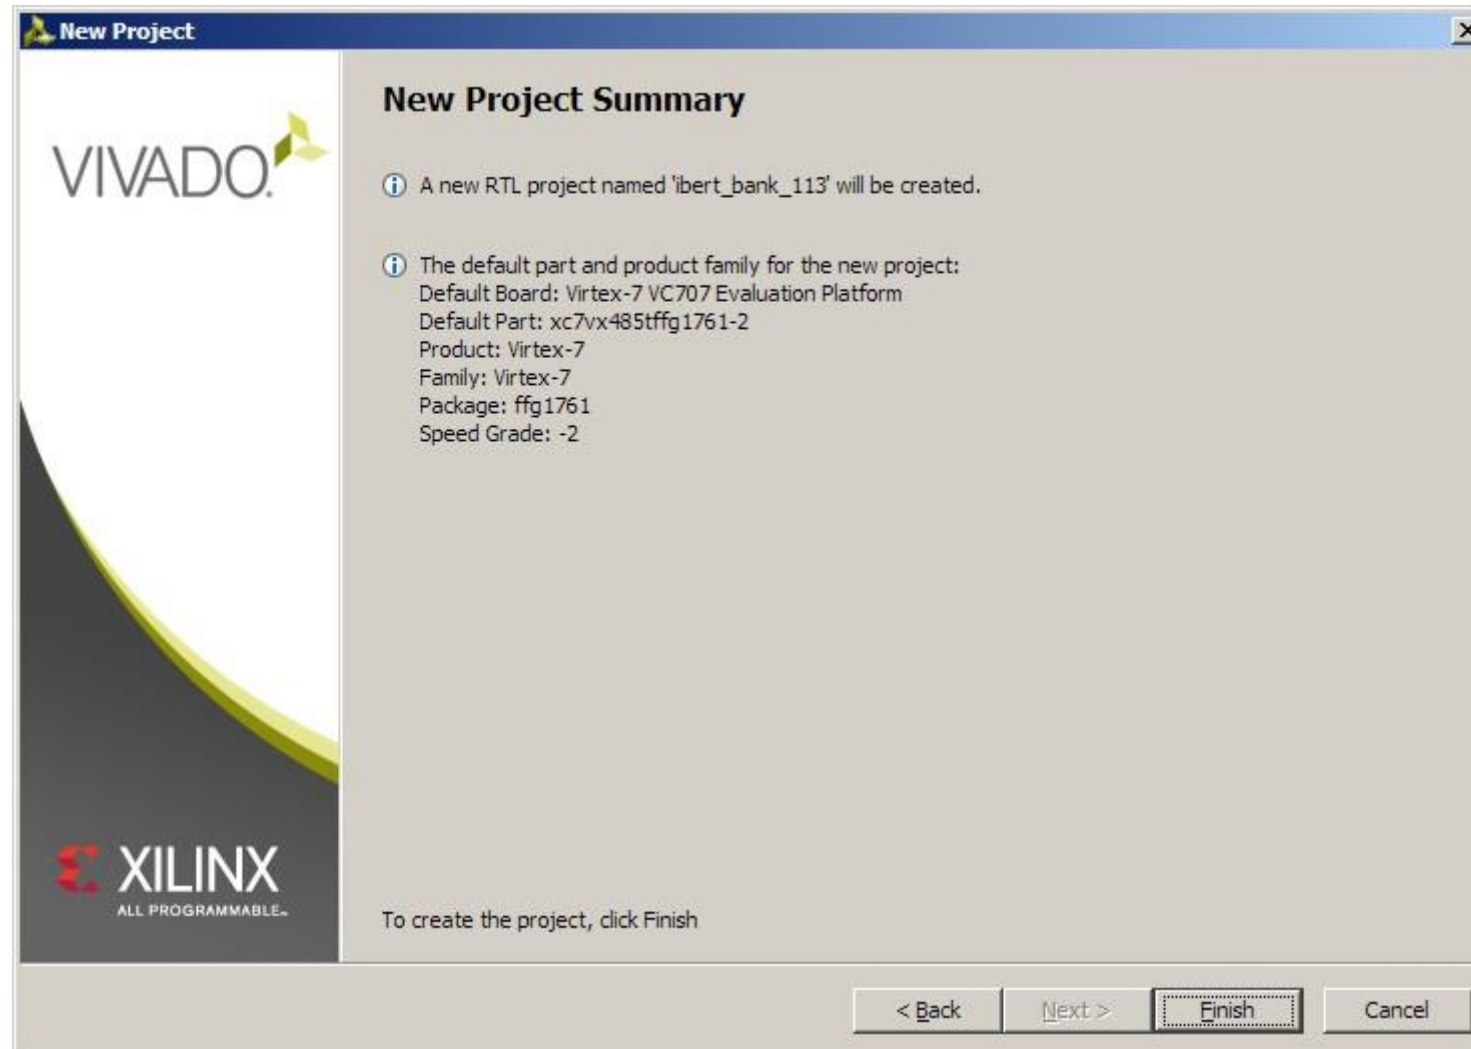 New Project
New Project Summary
VIVADO.
A new RTL project named 'ibert_bank_113' will be created.
The default part and product family for the new project:
Default Board: Virtex-7 VC707 Evaluation Platform
Default Part: xc7vx485tffg1761-2
Product: Virtex-7
Family: Virtex-7
Package: ffg1761
Speed Grade: -2
XILINX
ALL PROGRAMMABLE™
To create the project, click Finish
< Back Next > Finish Cancel